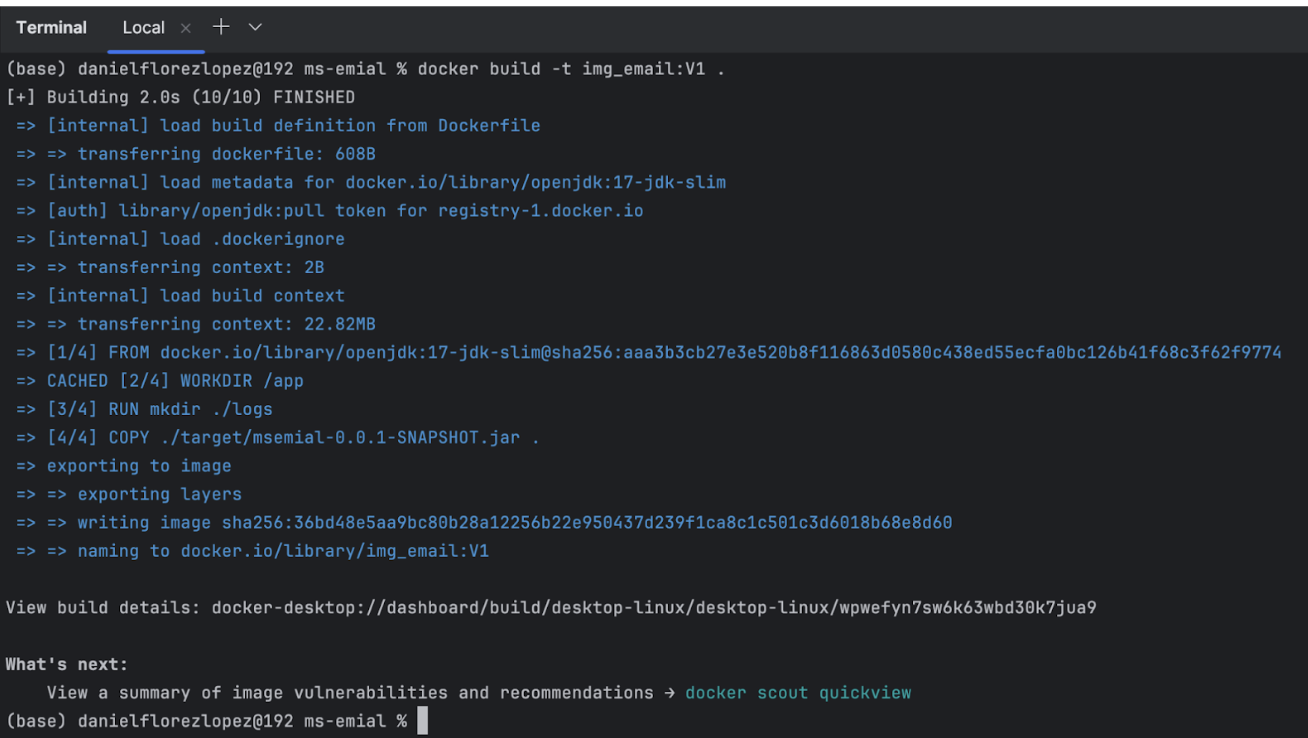 Terminal Local × + ⌄
(base) danielflorezlopez@192 ms-emial % docker build -t img_email:V1 .
[+] Building 2.0s (10/10) FINISHED
=> [internal] load build definition from Dockerfile
=> => transferring dockerfile: 608B
=> [internal] load metadata for docker.io/library/openjdk:17-jdk-slim
=> [auth] library/openjdk:pull token for registry-1.docker.io
=> [internal] load .dockerignore
=> => transferring context: 2B
=> [internal] load build context
=> => transferring context: 22.82MB
=> [1/4] FROM docker.io/library/openjdk:17-jdk-slim@sha256:aaa3b3cb27e3e520b8f116863d0580c438ed55ecfa0bc126b41f68c3f62f9774
=> CACHED [2/4] WORKDIR /app
=> [3/4] RUN mkdir ./logs
=> [4/4] COPY ./target/msemial-0.0.1-SNAPSHOT.jar .
=> exporting to image
=> => exporting layers
=> => writing image sha256:36bd48e5aa9bc80b28a12256b22e950437d239f1ca8c1c501c3d6018b68e8d60
=> => naming to docker.io/library/img_email:V1
View build details: docker-desktop://dashboard/build/desktop-linux/desktop-linux/wpwefyn7sw6k63wbd30k7jua9
What's next:
View a summary of image vulnerabilities and recommendations → docker scout quickview
(base) danielflorezlopez@192 ms-emial %